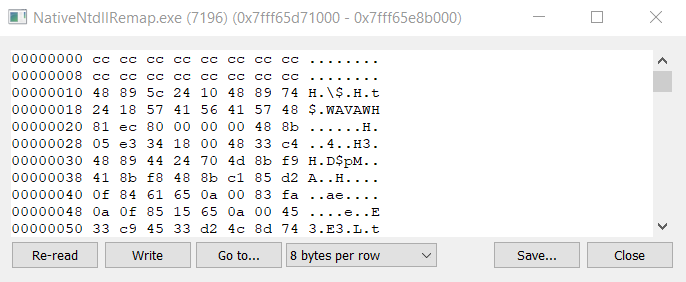 NativeNtdllRemap.exe (7196) (0x7fff65d71000 - 0x7fff65e8b000)
00000000 cc cc cc cc cc cc cc cc ........
00000008 cc cc cc cc cc cc cc cc ........
00000010 48 89 5c 24 10 48 89 74 H.\$.H.t
00000018 24 18 57 41 56 41 57 48 $.WAVAWH
00000020 81 ec 80 00 00 00 48 8b ......H.
00000028 05 e3 34 18 00 48 33 c4 ..4..H3.
00000030 48 89 44 24 70 4d 8b f9 H.D$pM..
00000038 41 8b f8 48 8b c1 85 d2 A..H....
00000040 0f 84 61 65 0a 00 83 fa ..ae....
00000048 0a 0f 85 15 65 0a 00 45 ....e..E
00000050 33 c9 45 33 d2 4c 8d 74 3.E3.L.t
Re-read Write Go to... 8 bytes per row Save... Close